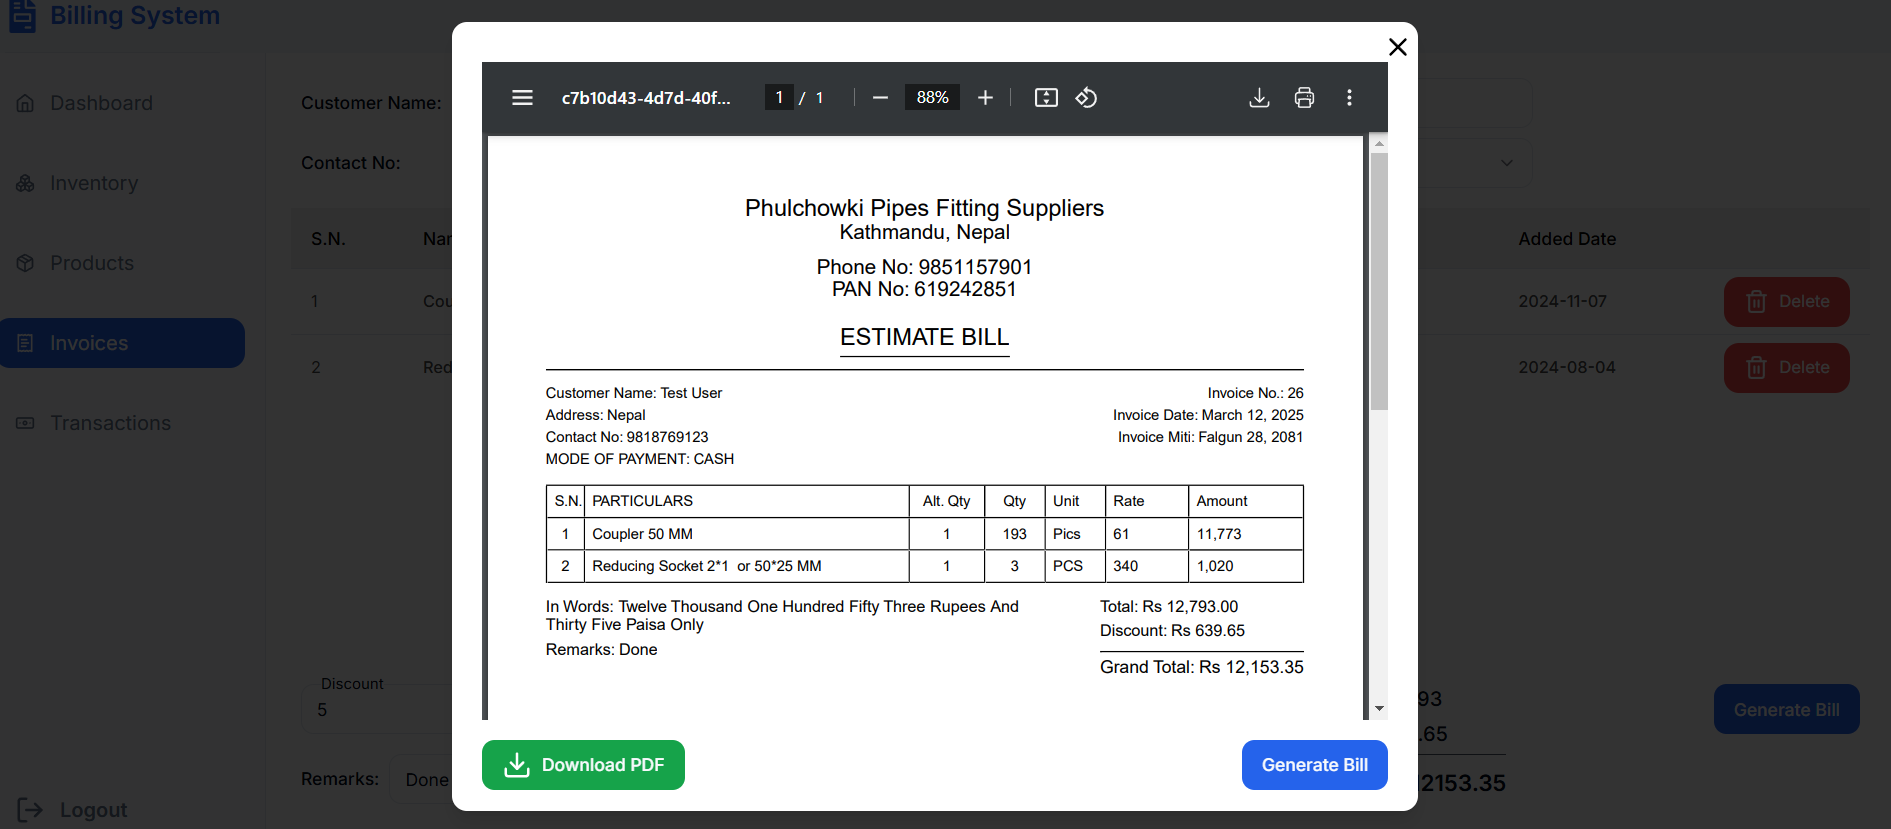 Billing System
Dashboard
Inventory
Products
Invoices
Transactions
Logout
Customer Name:
Contact No:
S.N.
Added Date
1
2024-11-07
Delete
2
2024-08-04
Delete
Discount
5
Remarks: Done
12153.35
Generate Bill
c7b10d43-4d7d-40f...
1 / 1
88%
Phulchowki Pipes Fitting Suppliers
Kathmandu, Nepal
Phone No: 9851157901
PAN No: 619242851
ESTIMATE BILL
Customer Name: Test User
Address: Nepal
Contact No: 9818769123
MODE OF PAYMENT: CASH
Invoice No.: 26
Invoice Date: March 12, 2025
Invoice Miti: Falgun 28, 2081
S.N. PARTICULARS Alt. Qty Qty Unit Rate Amount
1 Coupler 50 MM 1 193 Pics 61 11,773
2 Reducing Socket 2*1  or 50*25 MM 1 3 PCS 340 1,020
In Words: Twelve Thousand One Hundred Fifty Three Rupees And
Thirty Five Paisa Only
Remarks: Done
Total: Rs 12,793.00
Discount: Rs 639.65
Grand Total: Rs 12,153.35
Download PDF
Generate Bill